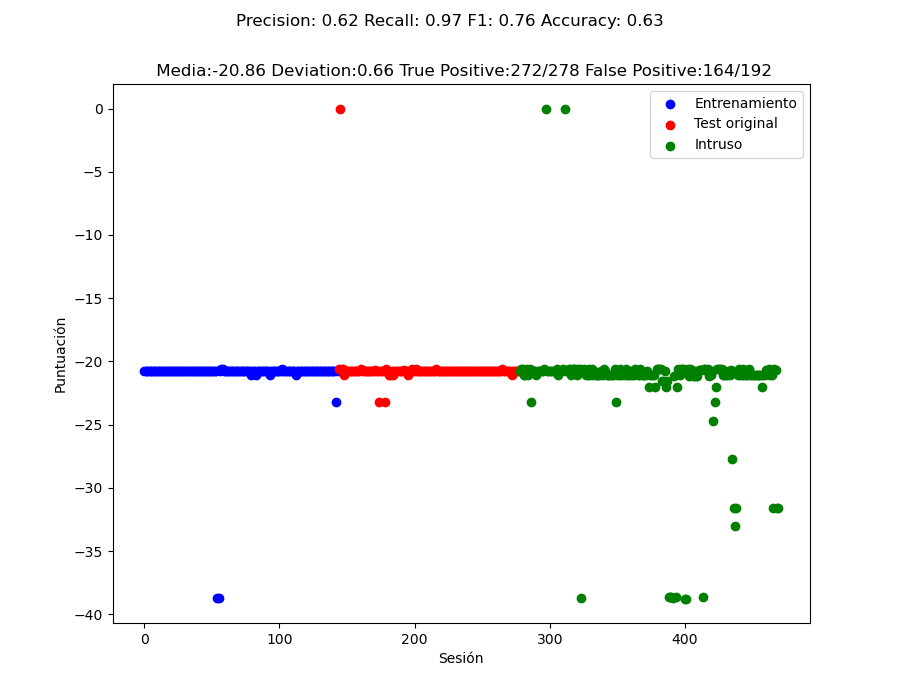 Precision: 0.62 Recall: 0.97 F1: 0.76 Accuracy: 0.63
Media:-20.86 Deviation:0.66 True Positive:272/278 False Positive:164/192
Entrenamiento
Test original
Intruso
0
−5
−10
−15
−20
−25
−30
−35
−40
Puntuación
0 100 200 300 400
Sesión